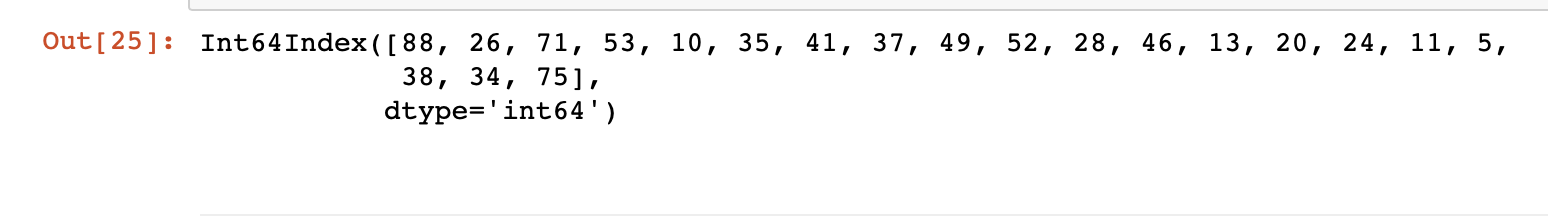 Out[25]: Int64Index([88, 26, 71, 53, 10, 35, 41, 37, 49, 52, 28, 46, 13, 20, 24, 11, 5,
38, 34, 75],
dtype='int64')